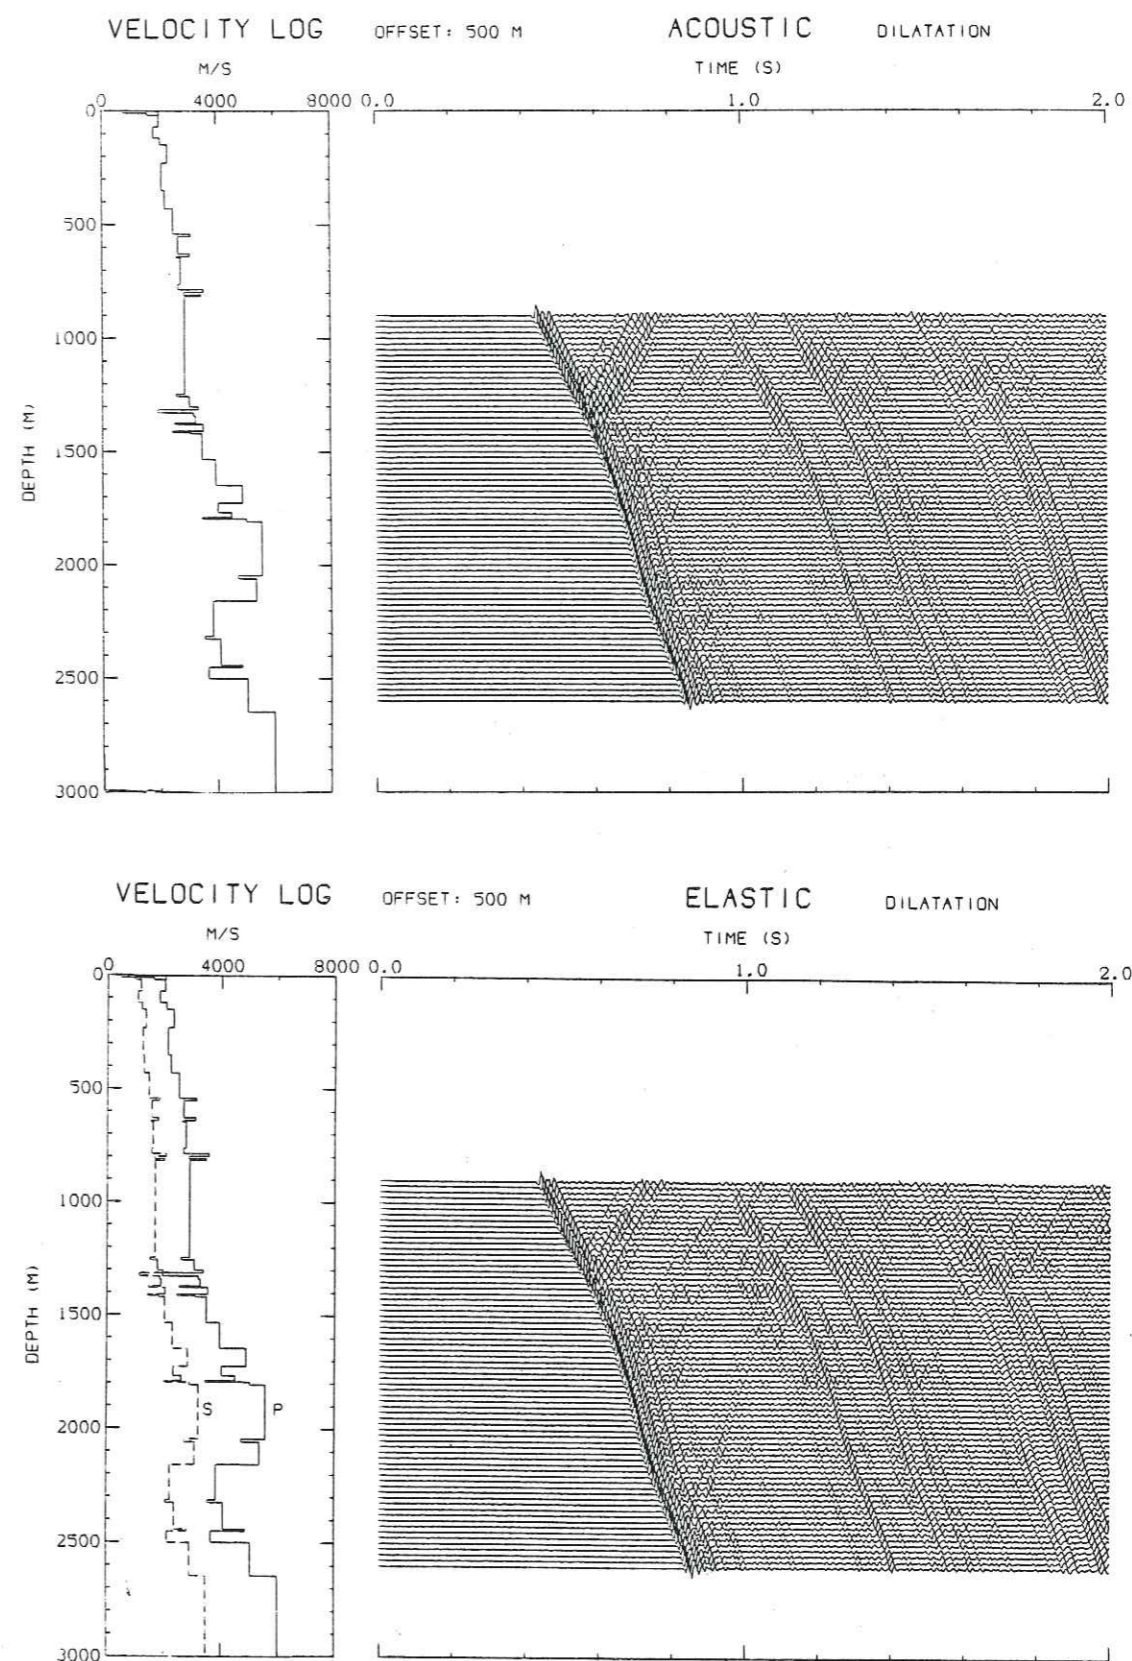 VELOCITY LOG OFFSET: 500 M ACOUSTIC DILATATION
M/S TIME (S)
0 4000 8000 0.0 1.0 2.0
500
1000
1500
2000
2500
3000
DEPTH (M)
VELOCITY LOG OFFSET: 500 M ELASTIC DILATATION
M/S TIME (S)
0 4000 8000 0.0 1.0 2.0
500
1000
1500
S P
2000
2500
3000
DEPTH (M)